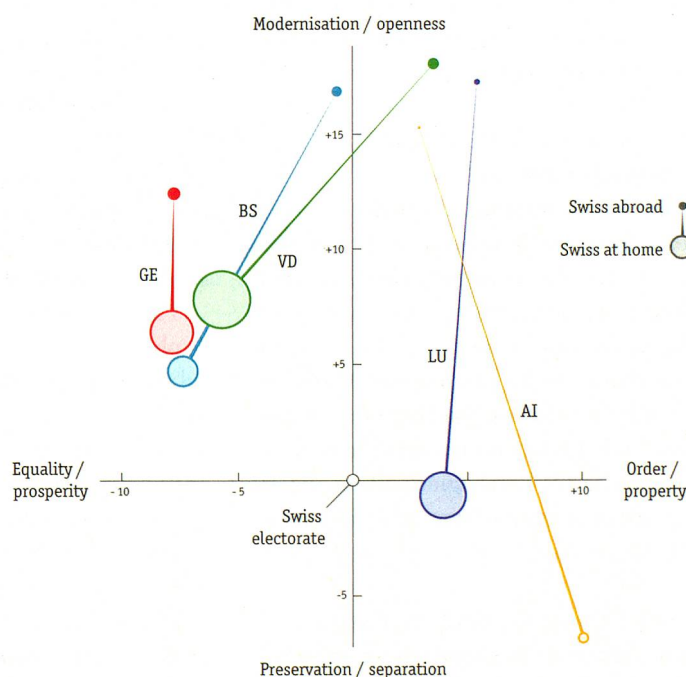 Modernisation / openness
+15
BS
Swiss abroad
+10
Swiss at home
VD
GE
+5
LU
AI
Equality /
prosperity
-10
-5
+10
Order /
property
Swiss
electorate
-5
Preservation / separation